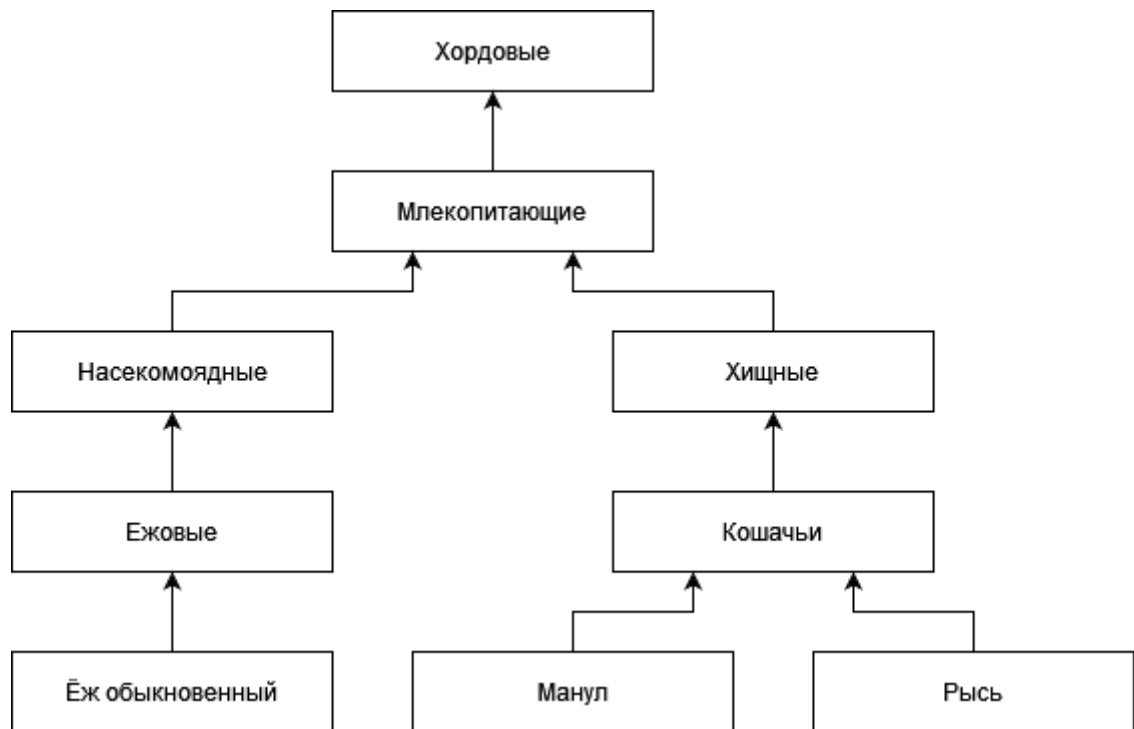 Хордовые
Млекопитающие
Насекомоядные
Хищные
Ежовые
Кошачьи
Ёж обыкновенный
Манул
Рысь